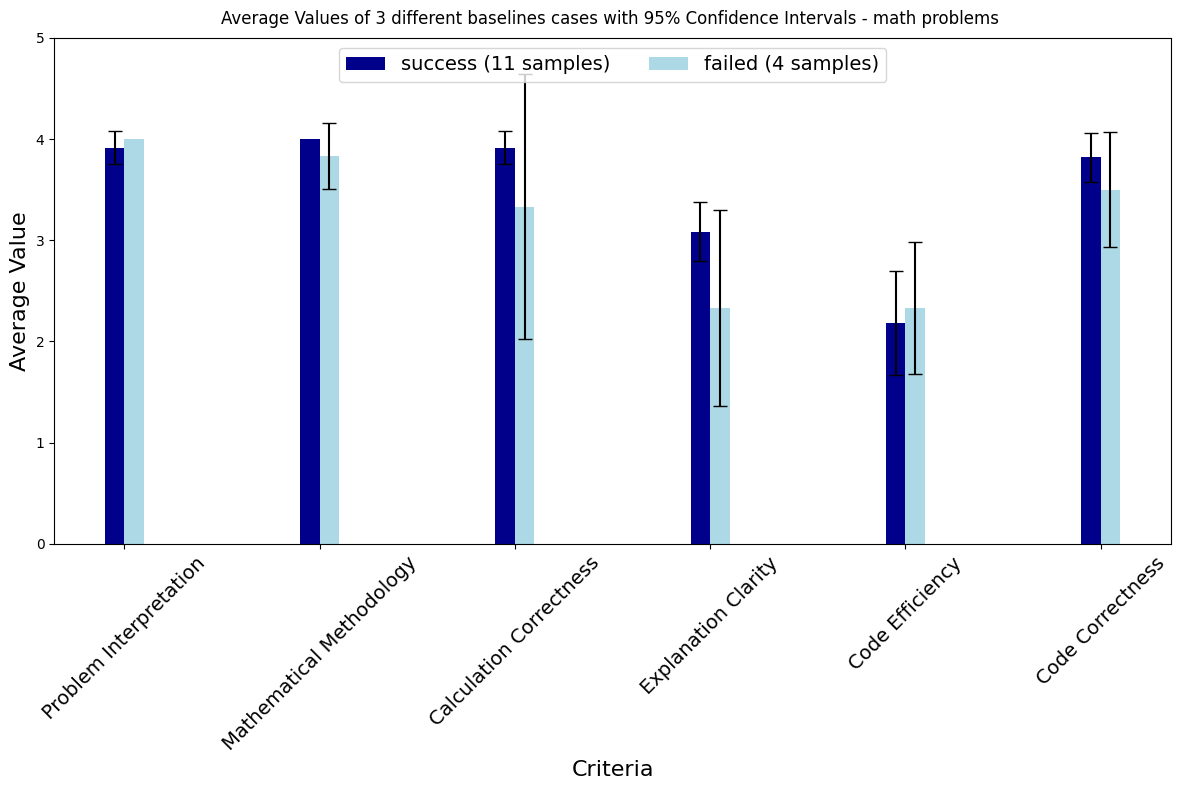 Average Values of 3 different baselines cases with 95% Confidence Intervals - math problems
success (11 samples)
failed (4 samples)
Average Value
5
4
3
2
1
0
Problem Interpretation
Mathematical Methodology
Calculation Correctness
Explanation Clarity
Code Efficiency
Code Correctness
Criteria